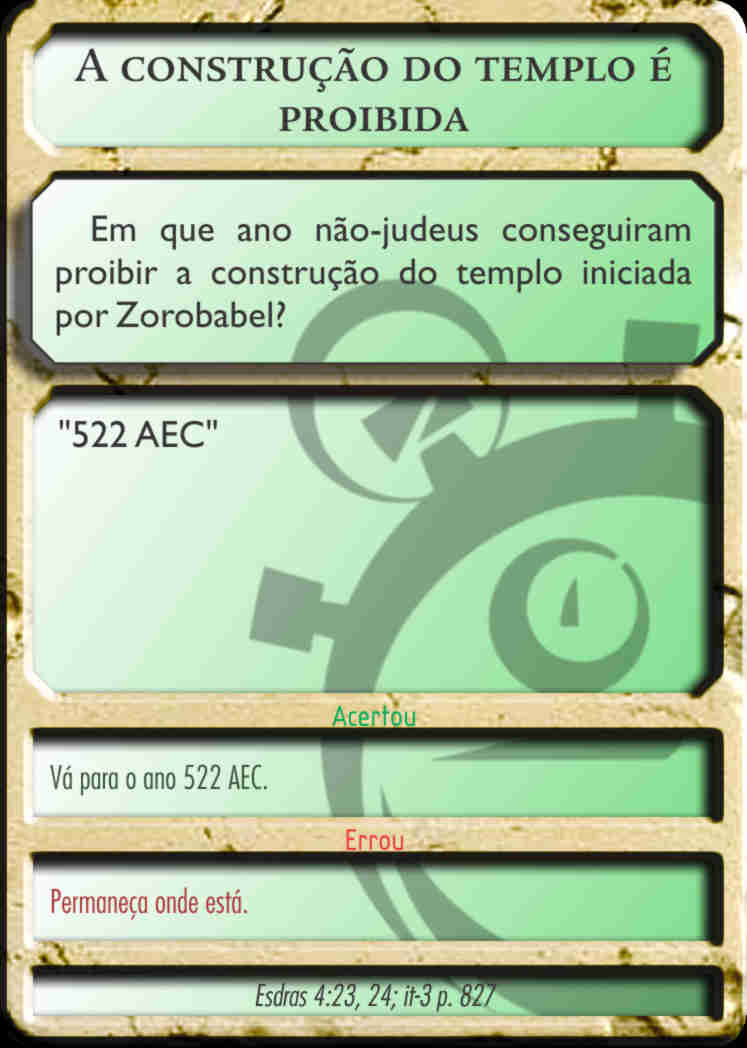 A CONSTRUÇÃO DO TEMPLO É
PROIBIDA
Em que ano não-judeus conseguiram
proibir a construção do templo iniciada
por Zorobabel?
"522 AEC"
Acertou
Vá para o ano 522 AEC.
Errou
Permaneça onde está.
Esdras 4:23, 24; it-3 p. 827